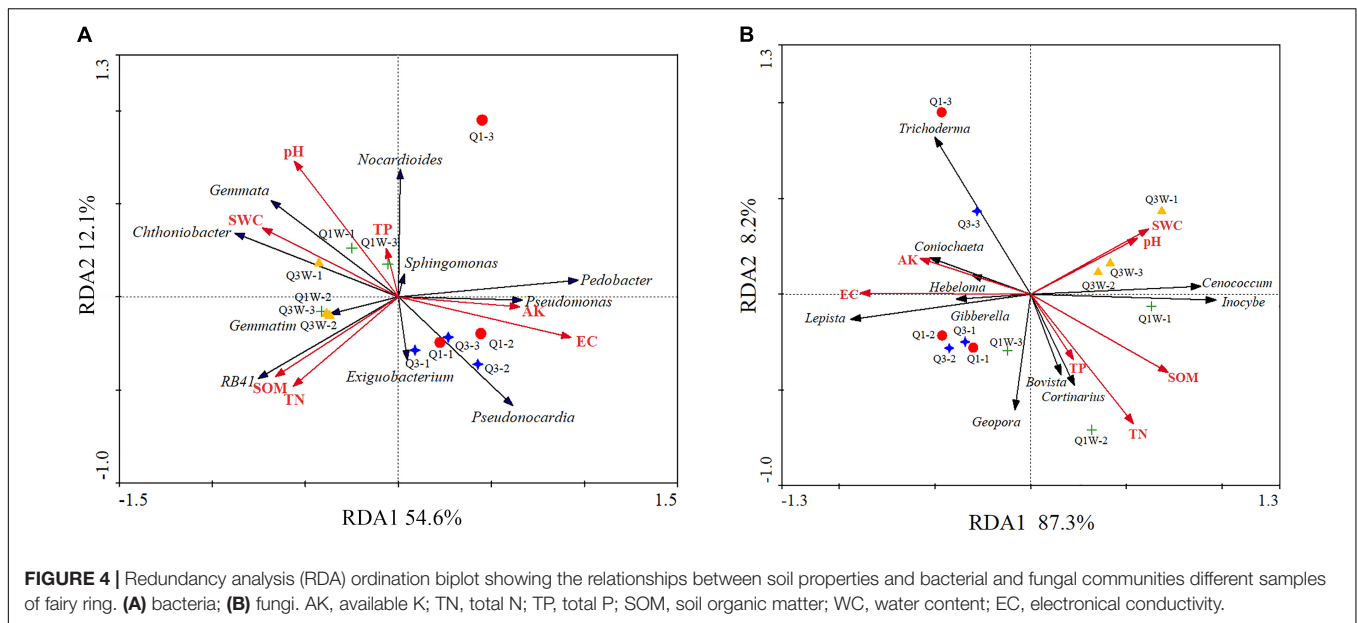 A
1.3
RDA2 12.1%
-1.0
-1.5
RDA1 54.6%
1.5
Q1-3
Nocardioides
pH
Gemmata
SWC
Chthoniobacter
TP
Q1W-1
Q1W-3
Q3W-1
Sphingomonas
Pedobacter
Pseudomonas
AK
EC
Q1W-2
Q3W-3
Gemmatim
Q3W-2
RB41
SOM
TN
Q3-1
Q1-1
Q3-3
Q1-2
Q3-2
Exiguobacterium
Pseudonocardia
B
1.3
RDA2 8.2%
-1.0
-1.3
RDA1 87.3%
1.3
Q1-3
Trichoderma
Q3-3
Coniochaeta
AK
Hebeloma
EC
Lepista
Gibberella
Q3W-1
SWC
pH
Q3W-3
Q3W-2
Cenococcum
Inocybe
Q1W-1
Q1-2
Q3-1
Q3-2
Q1-1
Q1W-3
TP
Bovista
Cortinarius
SOM
Geopora
TN
Q1W-2
FIGURE 4 | Redundancy analysis (RDA) ordination biplot showing the relationships between soil properties and bacterial and fungal communities different samples
of fairy ring. (A) bacteria; (B) fungi. AK, available K; TN, total N; TP, total P; SOM, soil organic matter; WC, water content; EC, electronical conductivity.